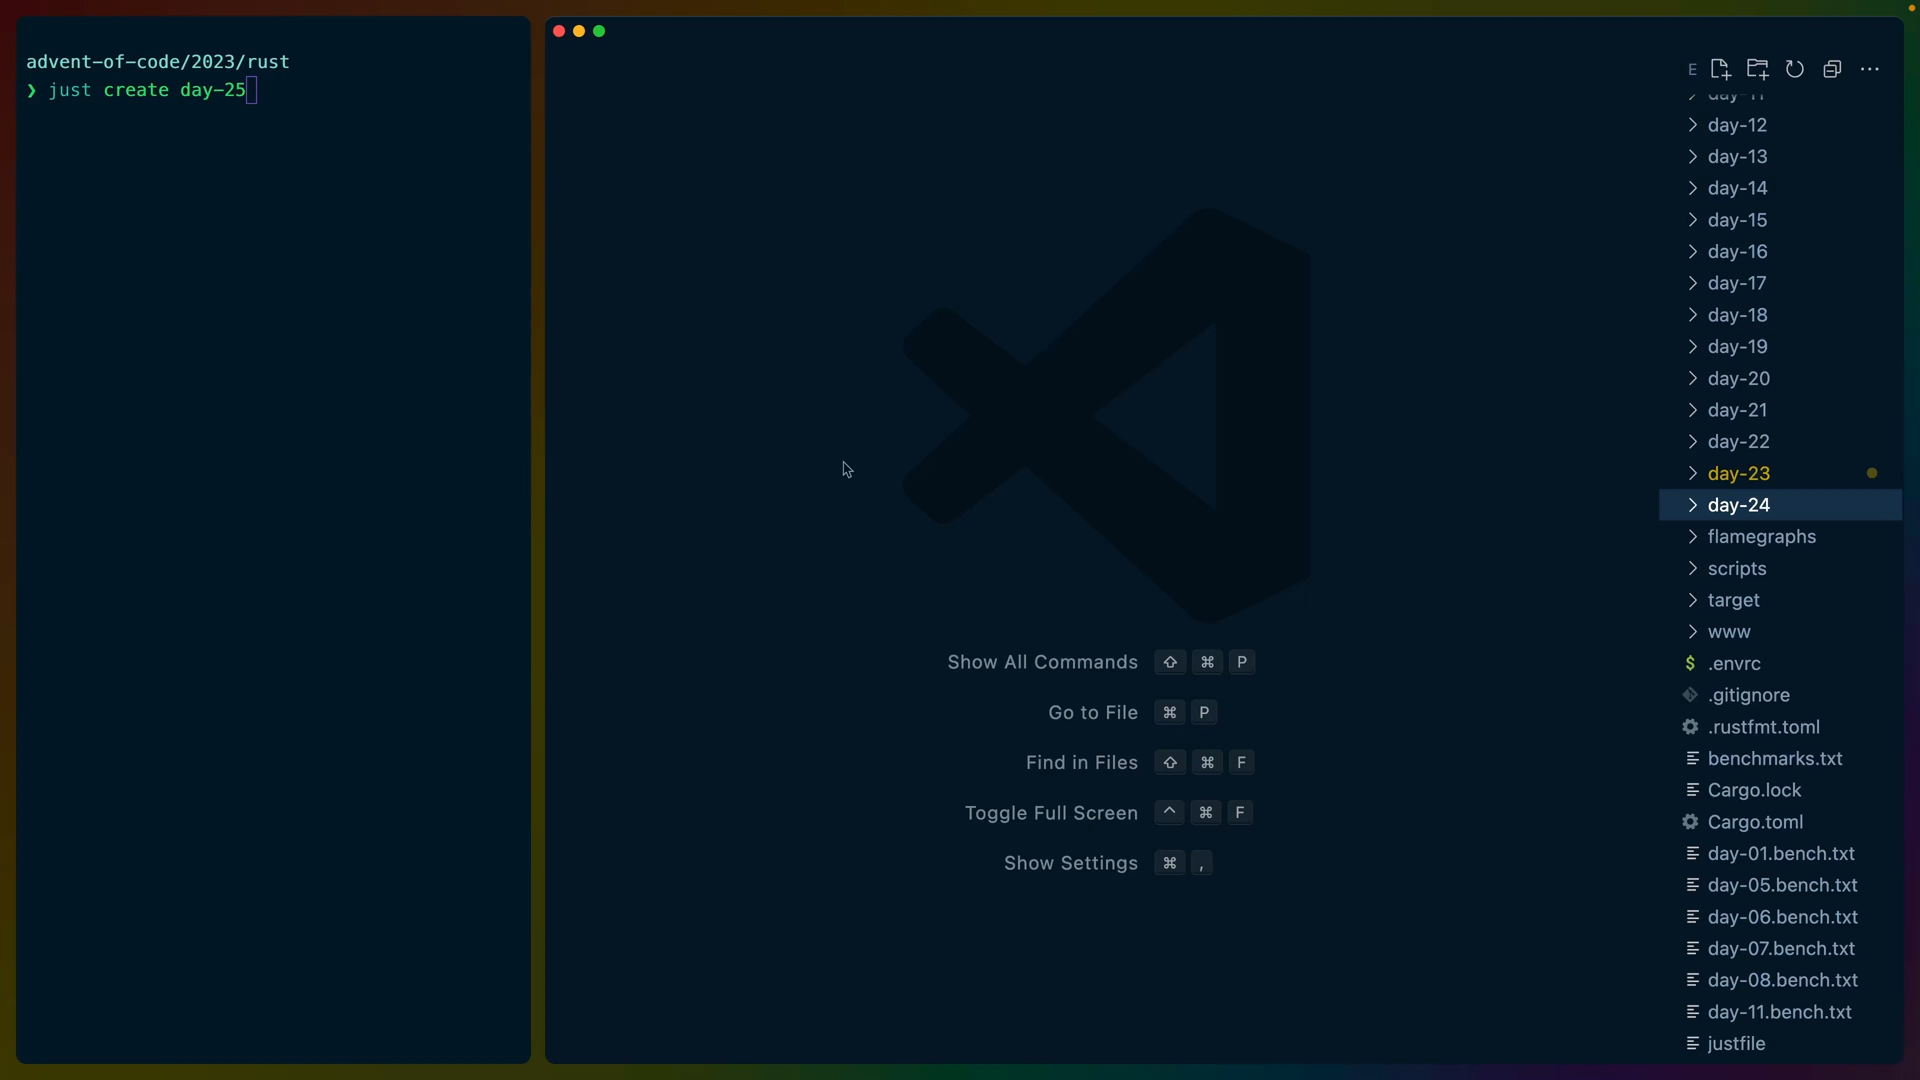 advent-of-code/2023/rust
❯ just create day-25
E
day-11
day-12
day-13
day-14
day-15
day-16
day-17
day-18
day-19
day-20
day-21
day-22
day-23
day-24
flamegraphs
scripts
target
www
$ .envrc
.gitignore
.rustfmt.toml
benchmarks.txt
Cargo.lock
Cargo.toml
day-01.bench.txt
day-05.bench.txt
day-06.bench.txt
day-07.bench.txt
day-08.bench.txt
day-11.bench.txt
justfile
Show All Commands ⇧ ⌘ P
Go to File ⌘ P
Find in Files ⇧ ⌘ F
Toggle Full Screen ^ ⌘ F
Show Settings ⌘ ,